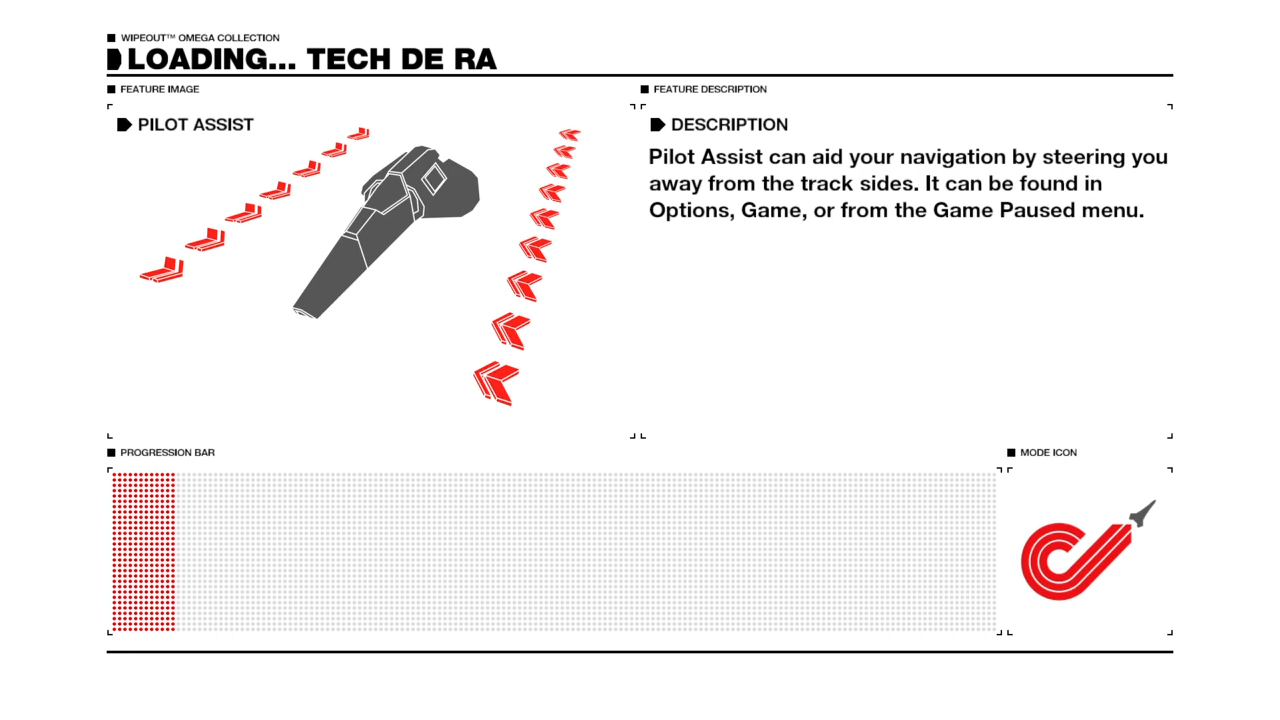 WIPEOUT™ OMEGA COLLECTION
LOADING... TECH DE RA
FEATURE IMAGE
PILOT ASSIST
FEATURE DESCRIPTION
DESCRIPTION
Pilot Assist can aid your navigation by steering you
away from the track sides. It can be found in
Options, Game, or from the Game Paused menu.
PROGRESSION BAR
MODE ICON